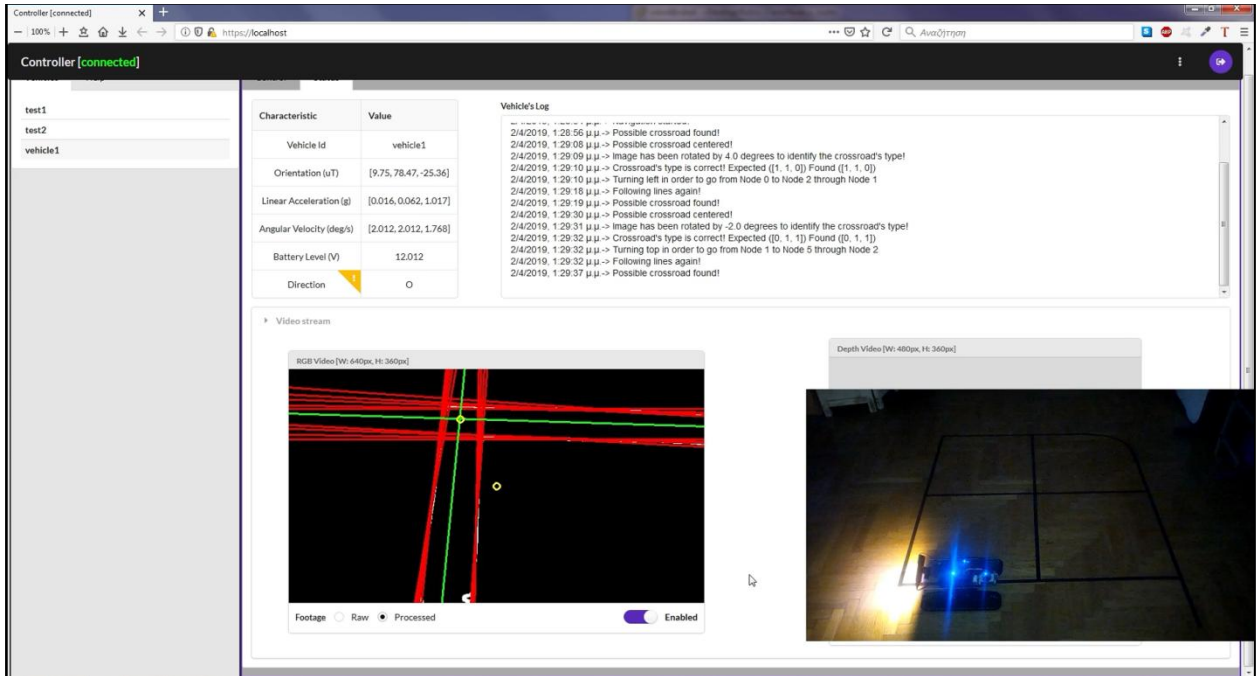 Controller [connected]
100%
https://localhost
Αναζήτηση
Controller [connected]
test1
test2
vehicle1
Characteristic Value
Vehicle Id vehicle1
Orientation (uT) [9.75, 78.47, -25.36]
Linear Acceleration (g) [0.016, 0.062, 1.017]
Angular Velocity (deg/s) [2.012, 2.012, 1.768]
Battery Level (V) 12.012
Direction O
Vehicle's Log
2/4/2019, 1:28:56 μ.μ.-> Possible crossroad found!
2/4/2019, 1:29:08 μ.μ.-> Possible crossroad centered!
2/4/2019, 1:29:09 μ.μ.-> Image has been rotated by 4.0 degrees to identify the crossroad's type!
2/4/2019, 1:29:10 μ.μ.-> Crossroad's type is correct! Expected ([1, 1, 0]) Found ([1, 1, 0])
2/4/2019, 1:29:10 μ.μ.-> Turning left in order to go from Node 0 to Node 2 through Node 1
2/4/2019, 1:29:18 μ.μ.-> Following lines again!
2/4/2019, 1:29:19 μ.μ.-> Possible crossroad found!
2/4/2019, 1:29:30 μ.μ.-> Possible crossroad centered!
2/4/2019, 1:29:31 μ.μ.-> Image has been rotated by -2.0 degrees to identify the crossroad's type!
2/4/2019, 1:29:32 μ.μ.-> Crossroad's type is correct! Expected ([0, 1, 1]) Found ([0, 1, 1])
2/4/2019, 1:29:32 μ.μ.-> Turning top in order to go from Node 1 to Node 5 through Node 2
2/4/2019, 1:29:32 μ.μ.-> Following lines again!
2/4/2019, 1:29:37 μ.μ.-> Possible crossroad found!
Video stream
RGB Video [W: 640px, H: 360px]
Depth Video [W: 480px, H: 360px]
Footage Raw Processed Enabled